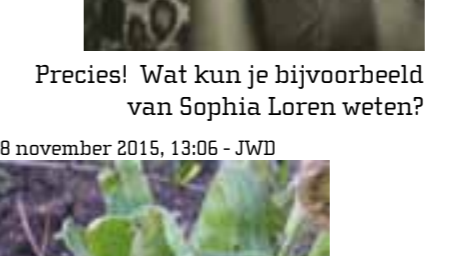 Precies! Wat kun je bijvoorbeeld
van Sophia Loren weten?
8 november 2015, 13:06 - JWD